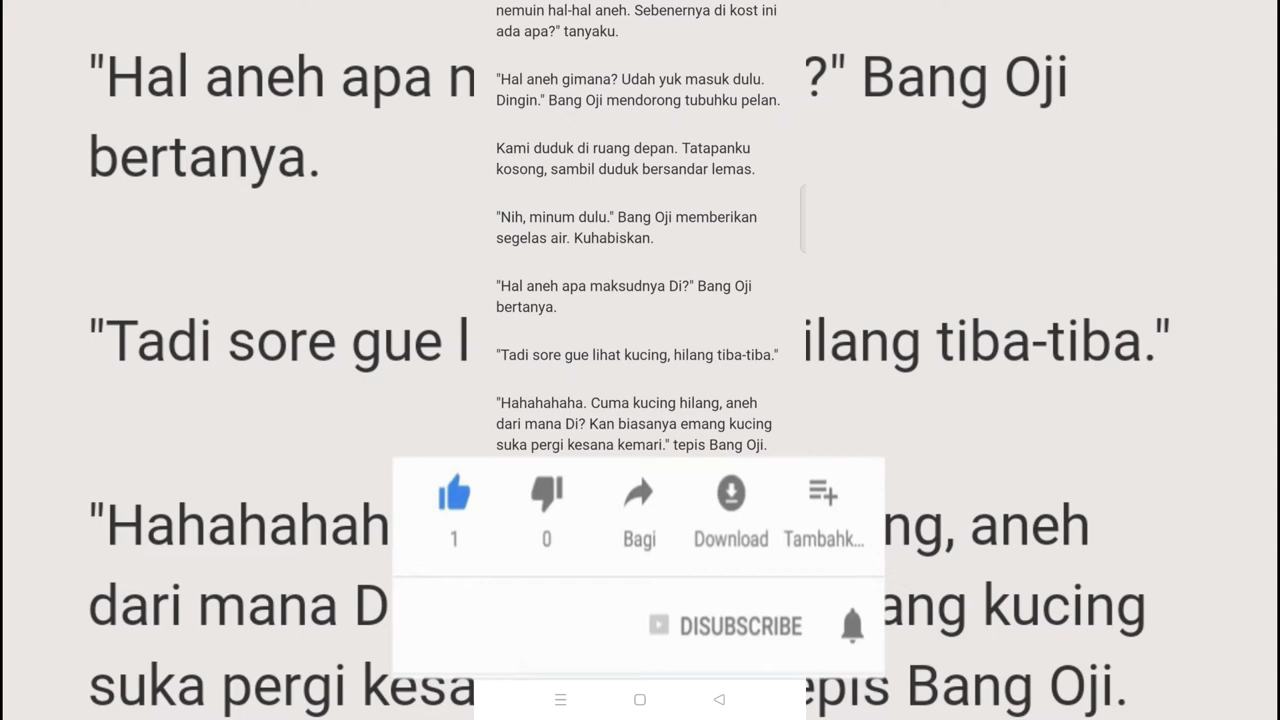 nemuin hal-hal aneh. Sebenernya di kost ini
ada apa?" tanyaku.
"Hal aneh gimana? Udah yuk masuk dulu.
Dingin." Bang Oji mendorong tubuhku pelan.
Kami duduk di ruang depan. Tatapanku
kosong, sambil duduk bersandar lemas.
"Nih, minum dulu." Bang Oji memberikan
segelas air. Kuhabiskan.
"Hal aneh apa maksudnya Di?" Bang Oji
bertanya.
"Tadi sore gue lihat kucing, hilang tiba-tiba."
"Hahahahaha. Cuma kucing hilang, aneh
dari mana Di? Kan biasanya emang kucing
suka pergi kesana kemari." tepis Bang Oji.
"Hal aneh apa
?" Bang Oji
bertanya.
"Tadi sore gue
ilang tiba-tiba."
"Hahahahah
ng, aneh
dari mana D
ang kucing
suka pergi kesa
epis Bang Oji.
1
0
Bagi
Download
Tambahk...
DISUBSCRIBE